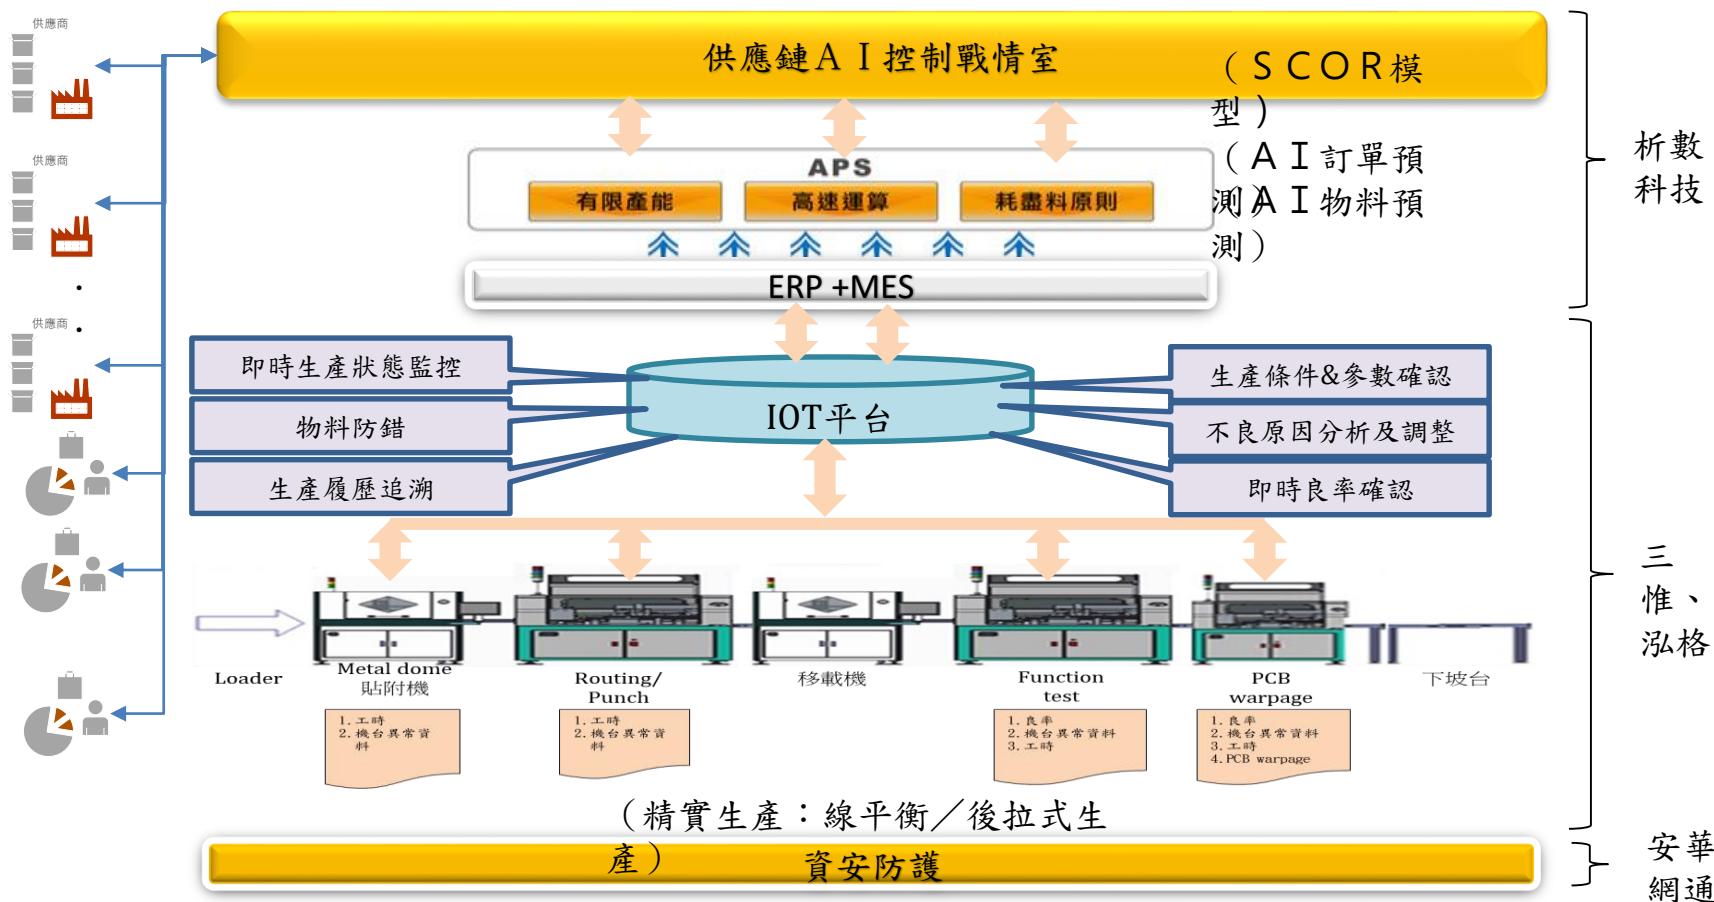 供應商
供應商
供應商
供應鏈ＡＩ控制戰情室
（ＳＣＯＲ模
型）
（ＡＩ訂單預
測）
（ＡＩ物料預
測）
APS
有限產能
高速運算
耗盡料原則
ERP +MES
析數
科技
即時生產狀態監控
物料防錯
生產履歷追溯
IOT平台
生產條件&參數確認
不良原因分析及調整
即時良率確認
三
惟、
泓格
Loader
Metal dome
貼附機
Routing/
Punch
移載機
Function
test
PCB
warpage
下坡台
1. 工時
2. 機台異常資
料
1. 工時
2. 機台異常資
料
1. 良率
2. 機台異常資料
3. 工時
1. 良率
2. 機台異常資料
3. 工時
4. PCB warpage
（精實生產：線平衡／後拉式生
產）
資安防護
安華
網通